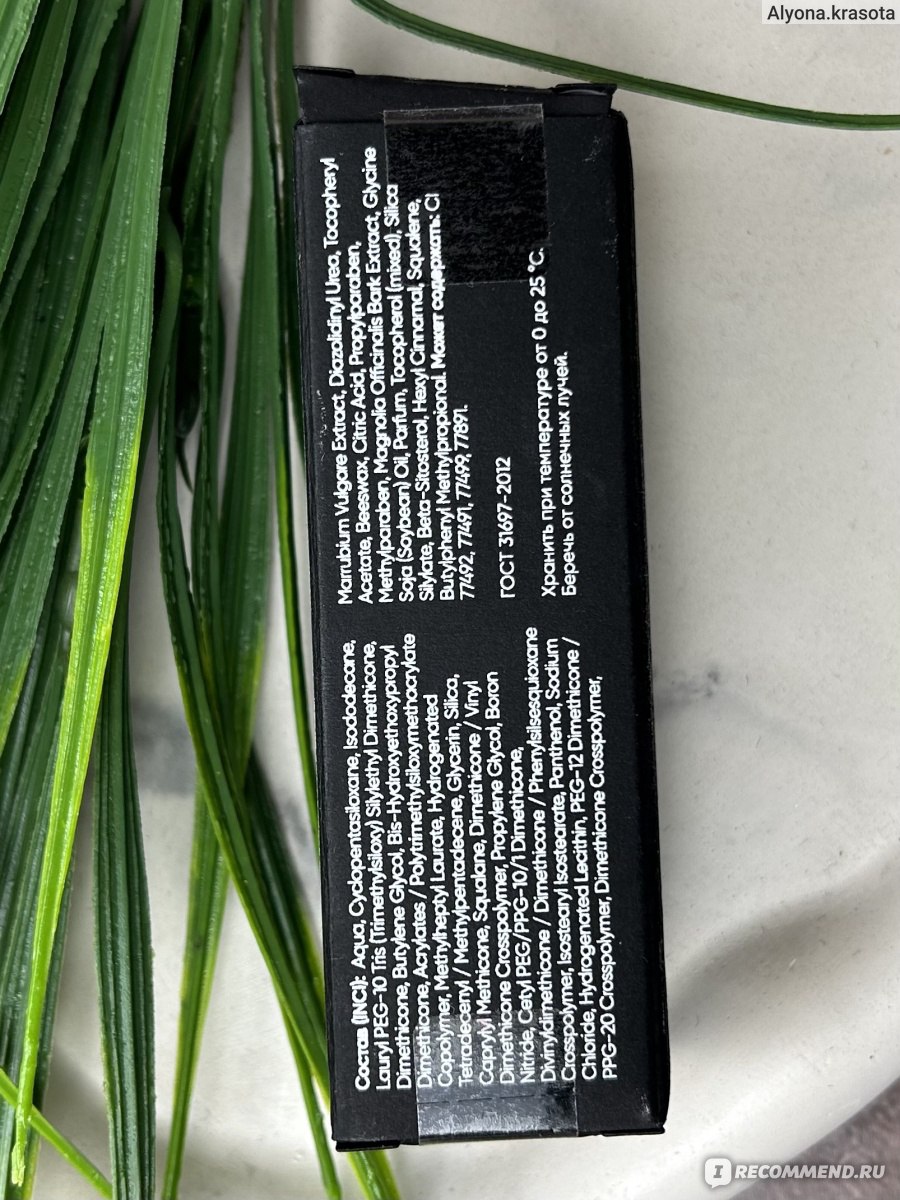 Alyona.krasota
Состав (INCI): Aqua, Cyclopentasiloxane, Isododecane,
Lauryl PEG-10 Tris (Trimethylsiloxy) Silylethyl Dimethicone,
Dimethicone, Butylene Glycol, Bis-Hydroxyethoxypropyl
Dimethicone, Acrylates / Polytrimethylsiloxymethacrylate
Copolymer, Methylheptyl Laurate, Hydrogenated
Tetradecenyl / Methylpentadecene, Glycerin, Silica,
Caprylyl Methicone, Squalane, Dimethicone / Vinyl
Dimethicone Crosspolymer, Propylene Glycol, Boron
Nitride, Cetyl PEG/PPG-10/1 Dimethicone,
Divinyldimethicone / Dimethicone / Phenylsilsesquioxane
Crosspolymer, Isostearyl Isostearate, Panthenol, Sodium
Chloride, Hydrogenated Lecithin, PEG-12 Dimethicone /
PPG-20 Crosspolymer, Dimethicone Crosspolymer,
Marrubium Vulgare Extract, Diazolidinyl Urea, Tocopheryl
Acetate, Beeswax, Citric Acid, Propylparaben,
Methylparaben, Magnolia Officinalis Bark Extract, Glycine
Soja (Soybean) Oil, Parfum, Tocopherol (mixed), Silica
Silylate, Beta-Sitosterol, Hexyl Cinnamal, Squalene,
Butylphenyl Methylpropional. Может содержать: CI
77492, 77491, 77499, 77891.
ГОСТ 31697-2012
Хранить при температуре от 0 до 25 °C.
Беречь от солнечных лучей.
I RECOMMEND.RU